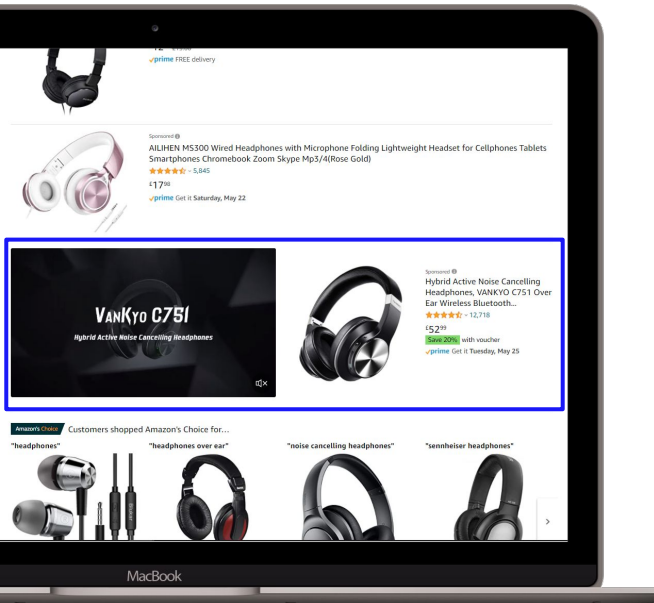 prime FREE delivery
Sponsored
AILIHEN MS300 Wired Headphones with Microphone Folding Lightweight Headset for Cellphones Tablets
Smartphones Chromebook Zoom Skype Mp3/4(Rose Gold)
5,845
£17⁹⁸
prime Get it Saturday, May 22
VANKYO C751
Hybrid Active Noise Cancelling Headphones
Sponsored
Hybrid Active Noise Cancelling
Headphones, VANKYO C751 Over
Ear Wireless Bluetooth...
12,718
£52⁹⁹
Save 20% with voucher
prime Get it Tuesday, May 25
Amazon's Choice Customers shopped Amazon's Choice for…
"headphones" "headphones over ear" "noise cancelling headphones" "sennheiser headphones"
MacBook